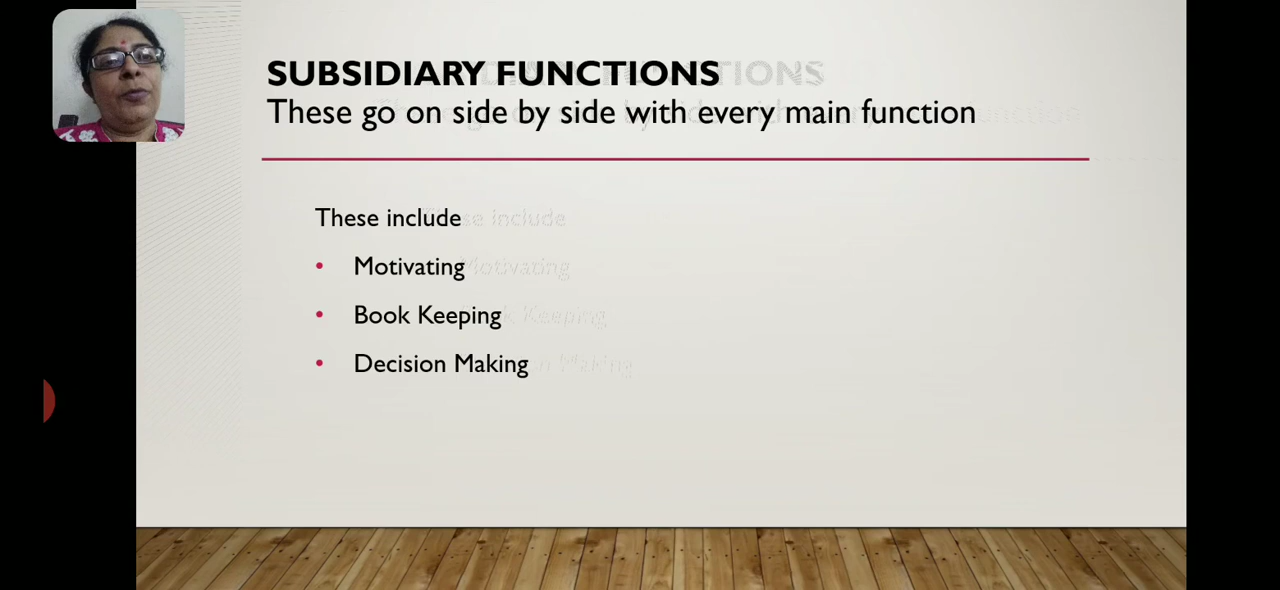 SUBSIDIARY FUNCTIONS
These go on side by side with every main function
These include
• Motivating
• Book Keeping
• Decision Making